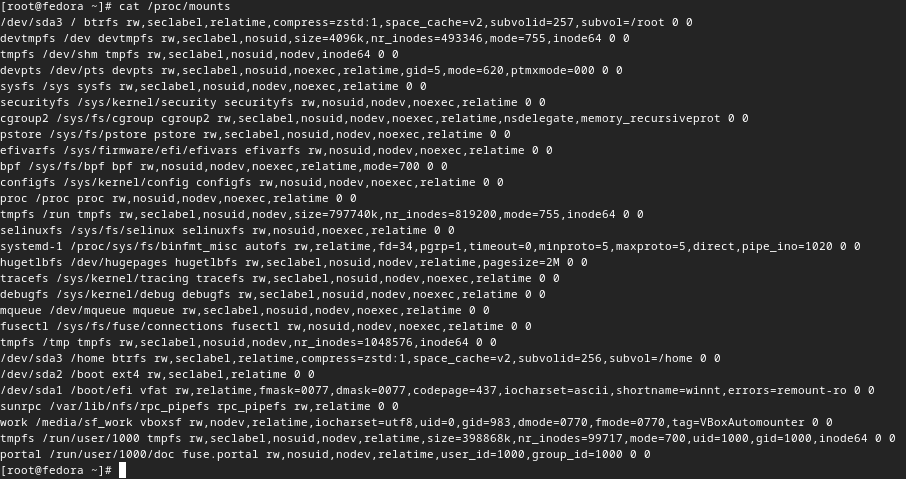 [root@fedora ~]# cat /proc/mounts
/dev/sda3 / btrfs rw,seclabel,relatime,compress=zstd:1,space_cache=v2,subvolid=257,subvol=/root 0 0
devtmpfs /dev devtmpfs rw,seclabel,nosuid,size=4096k,nr_inodes=493346,mode=755,inode64 0 0
tmpfs /dev/shm tmpfs rw,seclabel,nosuid,nodev,inode64 0 0
devpts /dev/pts devpts rw,seclabel,nosuid,noexec,relatime,gid=5,mode=620,ptmxmode=000 0 0
sysfs /sys sysfs rw,seclabel,nosuid,nodev,noexec,relatime 0 0
securityfs /sys/kernel/security securityfs rw,nosuid,nodev,noexec,relatime 0 0
cgroup2 /sys/fs/cgroup cgroup2 rw,seclabel,nosuid,nodev,noexec,relatime,nsdelegate,memory_recursiveprot 0 0
pstore /sys/fs/pstore pstore rw,seclabel,nosuid,nodev,noexec,relatime 0 0
efivarfs /sys/firmware/efi/efivars efivarfs rw,nosuid,nodev,noexec,relatime 0 0
bpf /sys/fs/bpf bpf rw,nosuid,nodev,noexec,relatime,mode=700 0 0
configfs /sys/kernel/config configfs rw,nosuid,nodev,noexec,relatime 0 0
proc /proc proc rw,nosuid,nodev,noexec,relatime 0 0
tmpfs /run tmpfs rw,seclabel,nosuid,nodev,size=797740k,nr_inodes=819200,mode=755,inode64 0 0
selinuxfs /sys/fs/selinux selinuxfs rw,nosuid,noexec,relatime 0 0
systemd-1 /proc/sys/fs/binfmt_misc autofs rw,relatime,fd=34,pgrp=1,timeout=0,minproto=5,maxproto=5,direct,pipe_ino=1020 0 0
hugetlbfs /dev/hugepages hugetlbfs rw,seclabel,nosuid,nodev,relatime,pagesize=2M 0 0
tracefs /sys/kernel/tracing tracefs rw,seclabel,nosuid,nodev,noexec,relatime 0 0
debugfs /sys/kernel/debug debugfs rw,seclabel,nosuid,nodev,noexec,relatime 0 0
mqueue /dev/mqueue mqueue rw,seclabel,nosuid,nodev,noexec,relatime 0 0
fusectl /sys/fs/fuse/connections fusectl rw,nosuid,nodev,noexec,relatime 0 0
tmpfs /tmp tmpfs rw,seclabel,nosuid,nodev,nr_inodes=1048576,inode64 0 0
/dev/sda3 /home btrfs rw,seclabel,relatime,compress=zstd:1,space_cache=v2,subvolid=256,subvol=/home 0 0
/dev/sda2 /boot ext4 rw,seclabel,relatime 0 0
/dev/sda1 /boot/efi vfat rw,relatime,fmask=0077,dmask=0077,codepage=437,iocharset=ascii,shortname=winnt,errors=remount-ro 0 0
sunrpc /var/lib/nfs/rpc_pipefs rpc_pipefs rw,relatime 0 0
work /media/sf_work vboxsf rw,nodev,relatime,iocharset=utf8,uid=0,gid=983,dmode=0770,fmode=0770,tag=VBoxAutomounter 0 0
tmpfs /run/user/1000 tmpfs rw,seclabel,nosuid,nodev,relatime,size=398868k,nr_inodes=99717,mode=700,uid=1000,gid=1000,inode64 0 0
portal /run/user/1000/doc fuse.portal rw,nosuid,nodev,relatime,user_id=1000,group_id=1000 0 0
[root@fedora ~]#